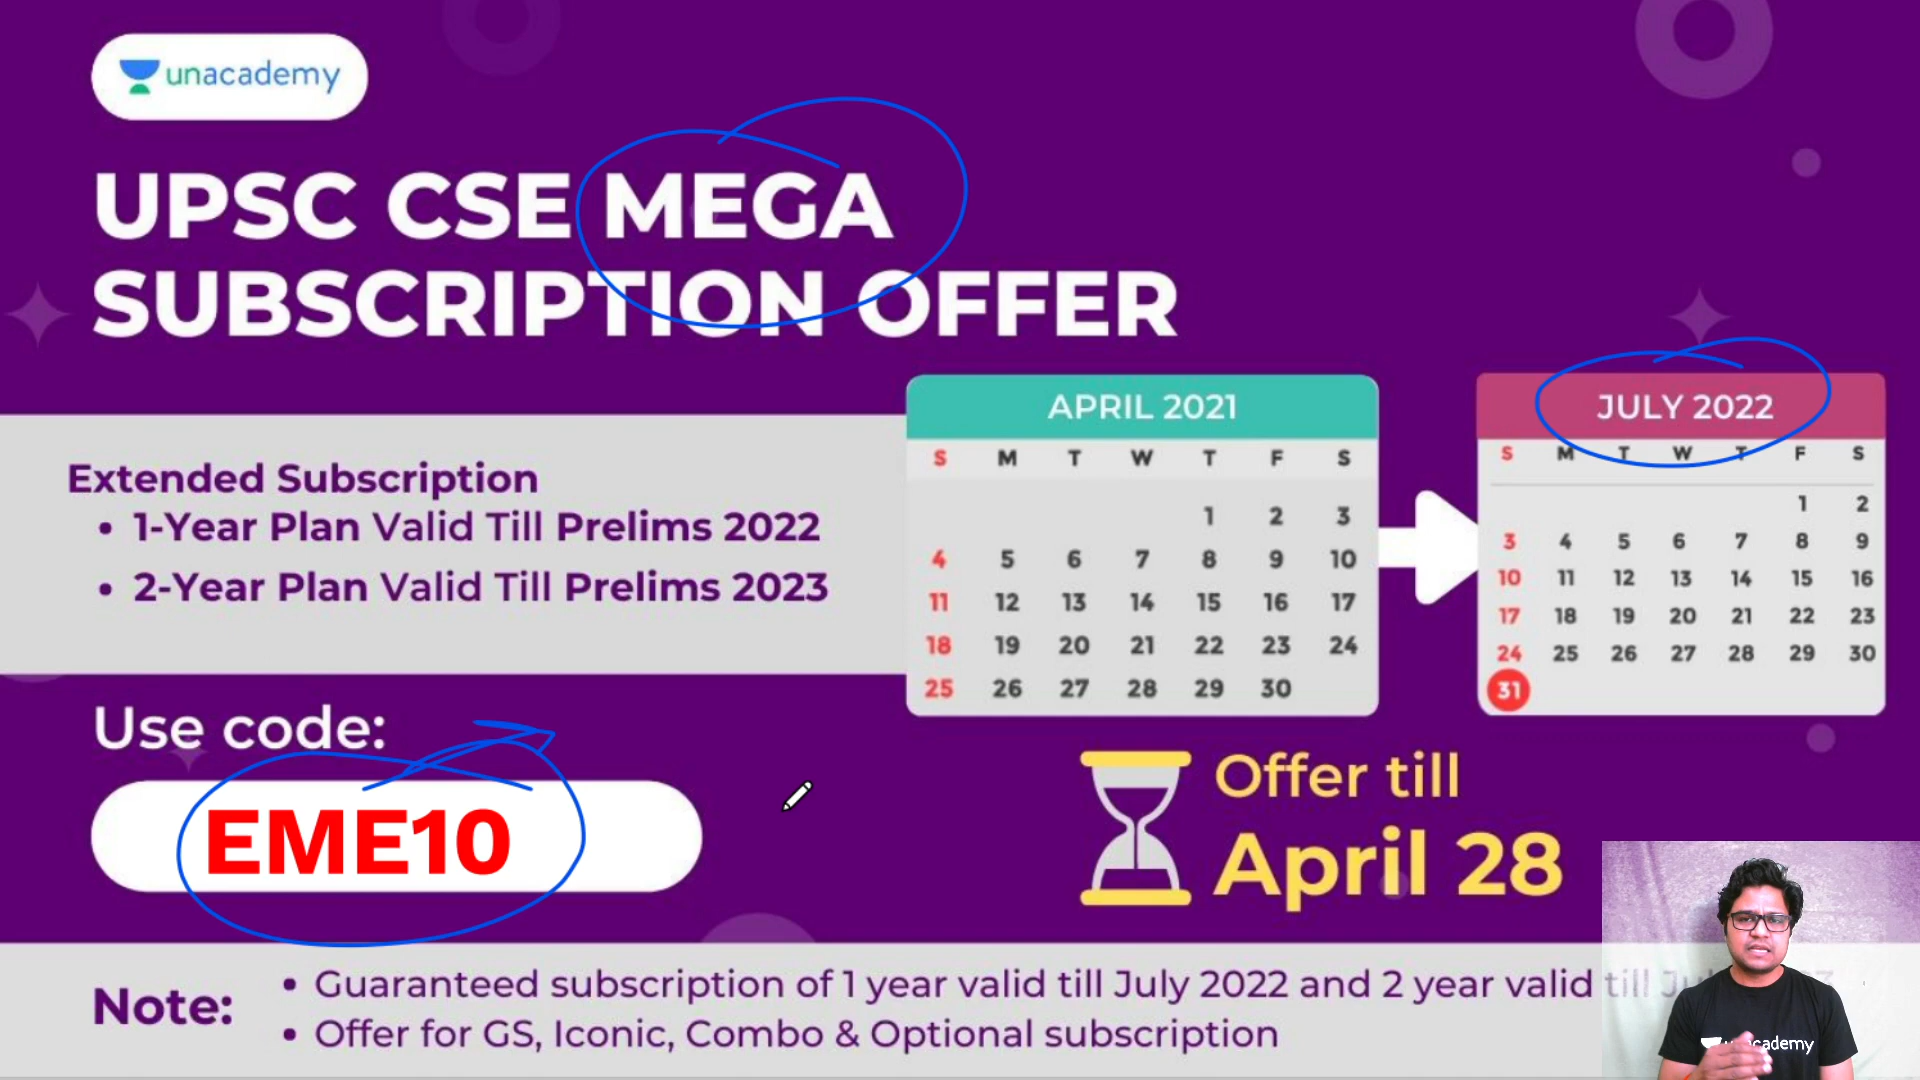 unacademy
UPSC CSE MEGA
SUBSCRIPTION OFFER
Extended Subscription
• 1-Year Plan Valid Till Prelims 2022
• 2-Year Plan Valid Till Prelims 2023
APRIL 2021
S M T W T F S
1 2 3
4 5 6 7 8 9 10
11 12 13 14 15 16 17
18 19 20 21 22 23 24
25 26 27 28 29 30
JULY 2022
S M T W T F S
1 2
3 4 5 6 7 8 9
10 11 12 13 14 15 16
17 18 19 20 21 22 23
24 25 26 27 28 29 30
31
Use code:
EME10
Offer till
April 28
Note:
• Guaranteed subscription of 1 year valid till July 2022 and 2 year valid till
• Offer for GS, Iconic, Combo & Optional subscription